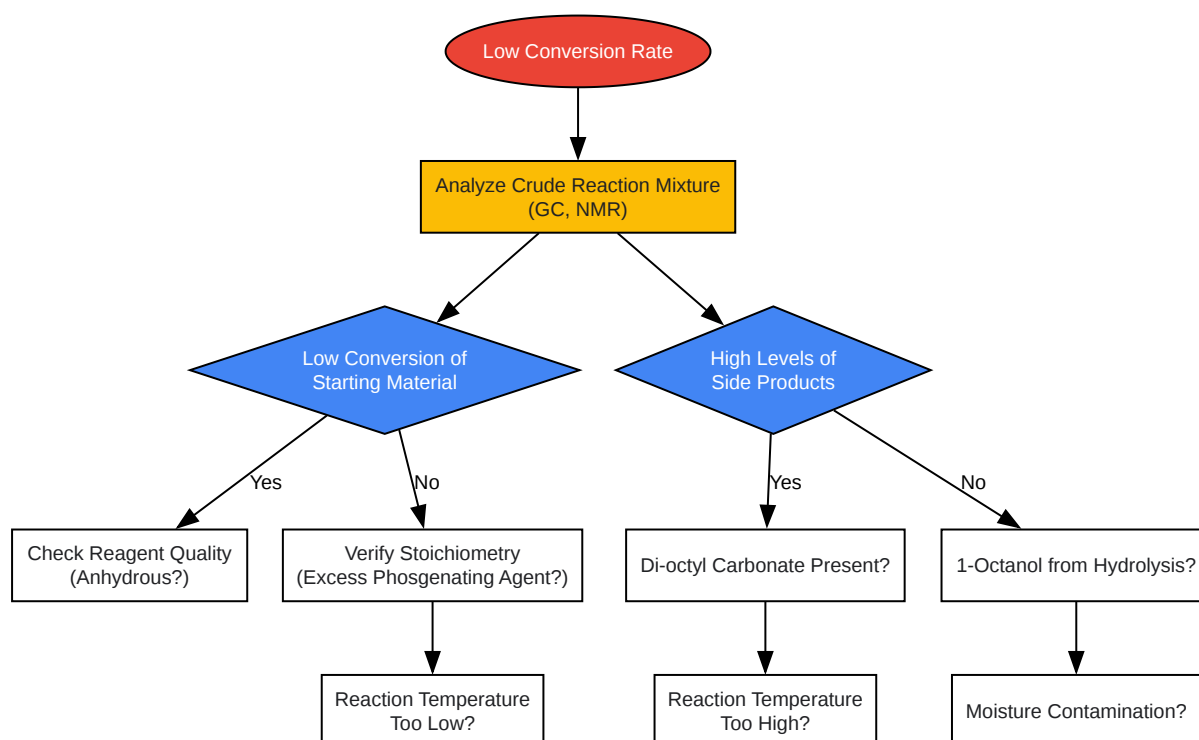 Low Conversion Rate
Analyze Crude Reaction Mixture
(GC, NMR)
Low Conversion of
Starting Material
High Levels of
Side Products
Yes
No
Yes
No
Check Reagent Quality
(Anhydrous?)
Verify Stoichiometry
(Excess Phosgenating Agent?)
Di-octyl Carbonate Present?
1-Octanol from Hydrolysis?
Reaction Temperature
Too Low?
Reaction Temperature
Too High?
Moisture Contamination?